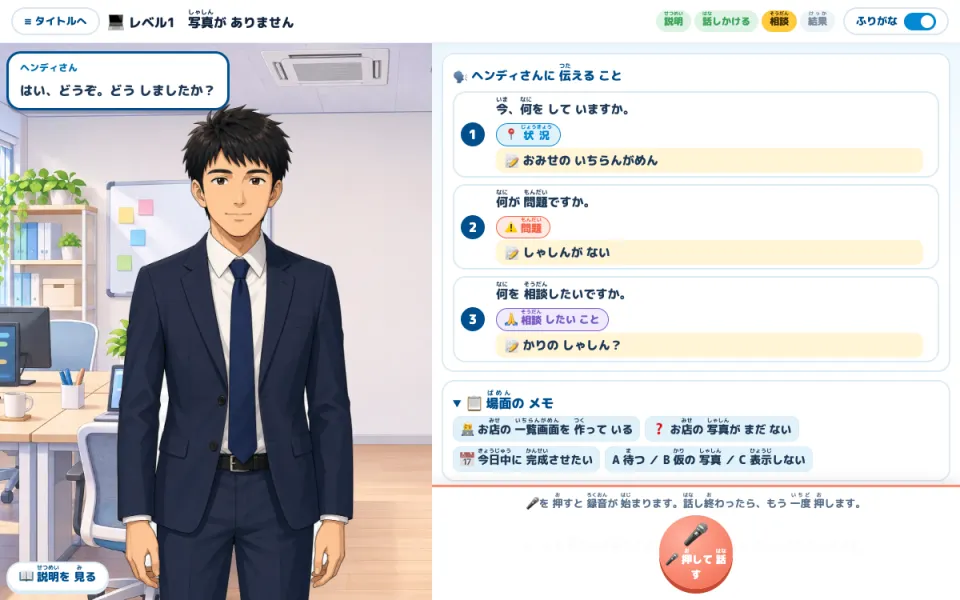 ≡ タイトルへ
レベル1 写真が ありません
説明 話しかける 相談 結果
ふりがな
ヘンディさん
はい、どうぞ。どう しましたか？
説明を 見る
ヘンディさんに 伝える こと
1
今、何を して いますか。
状況
おみせの いちらんがめん
2
何が 問題ですか。
問題
しゃしんが ない
3
何を 相談したいですか。
相談 したい こと
かりの しゃしん？
▼ 場面の メモ
お店の 一覧画面を 作って いる
お店の 写真が まだ ない
今日中に 完成させたい
A 待つ ／ B 仮の 写真 ／ C 表示しない
を 押すと 録音が 始まります。話し終わったら、もう 一度 押します。
押して 話
す